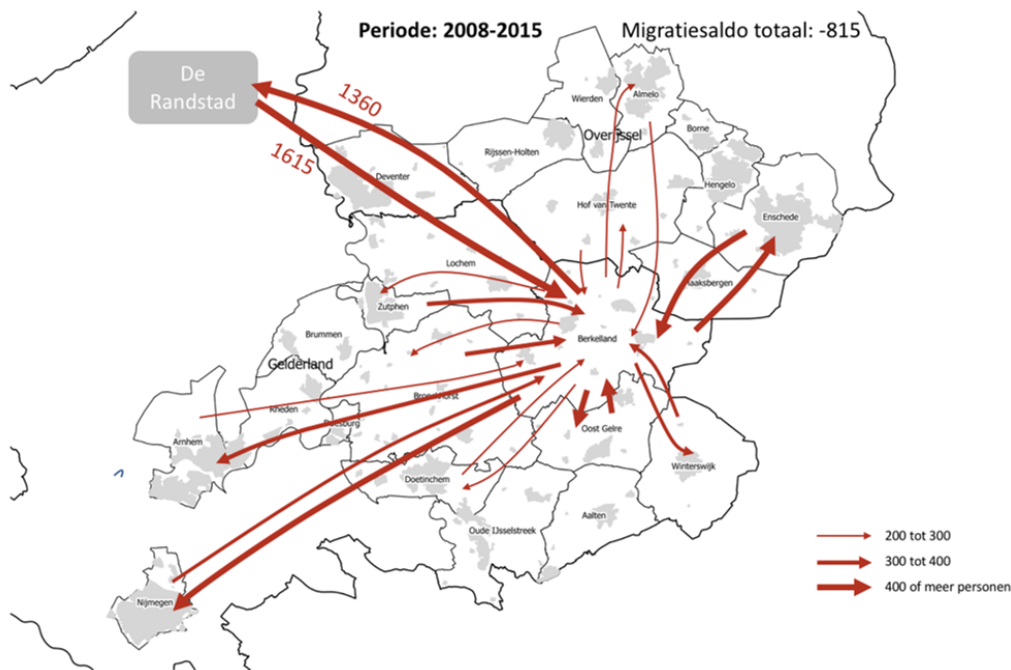 Periode: 2008-2015
Migratiesaldo totaal: -815
De
Randstad
1360
1615
Wierden
Almelo
Overijssel
Borne
Rijssen-Holten
Deventer
Hengelo
Hof van Twente
Enschede
Lochem
Haaksbergen
Zutphen
Brummen
Berkelland
Gelderland
Bronckhorst
Rheden
Doesburg
Arnhem
Oost Gelre
Winterswijk
Doetinchem
Aalten
Oude IJsselstreek
Nijmegen
200 tot 300
300 tot 400
400 of meer personen